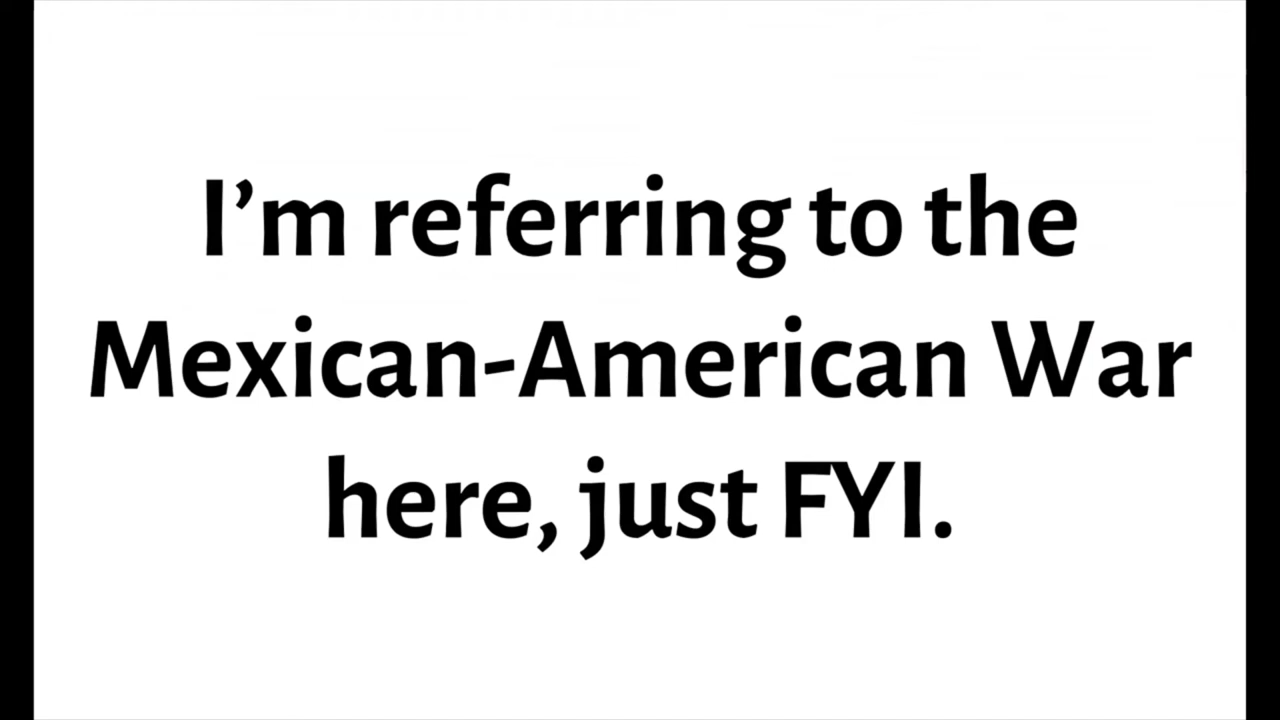 I’m referring to the
Mexican-American War
here, just FYI.